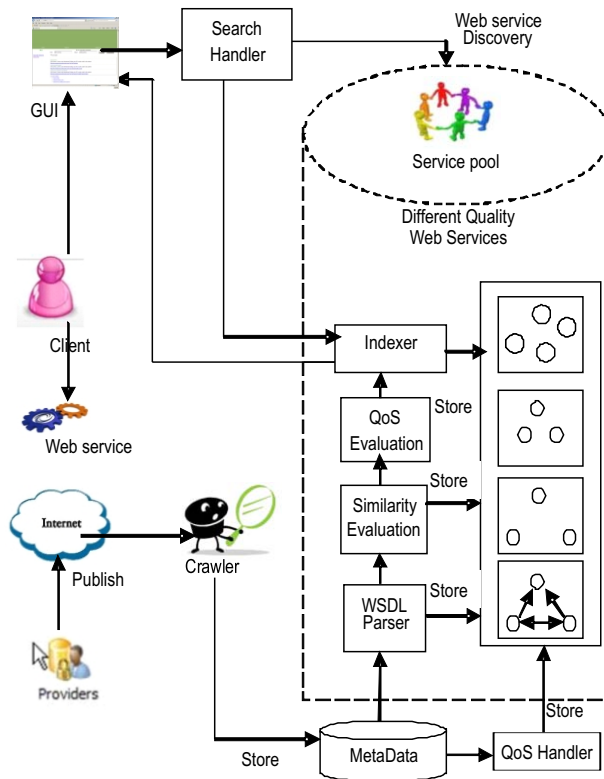 Search
Handler
Web service
Discovery
GUI
Service pool
Different Quality
Web Services
Client
Indexer
Web service
Store
QoS
Evaluation
Store
Similarity
Evaluation
Internet
Publish
Crawler
Store
WSDL
Parser
Providers
Store
MetaData
Store
QoS Handler